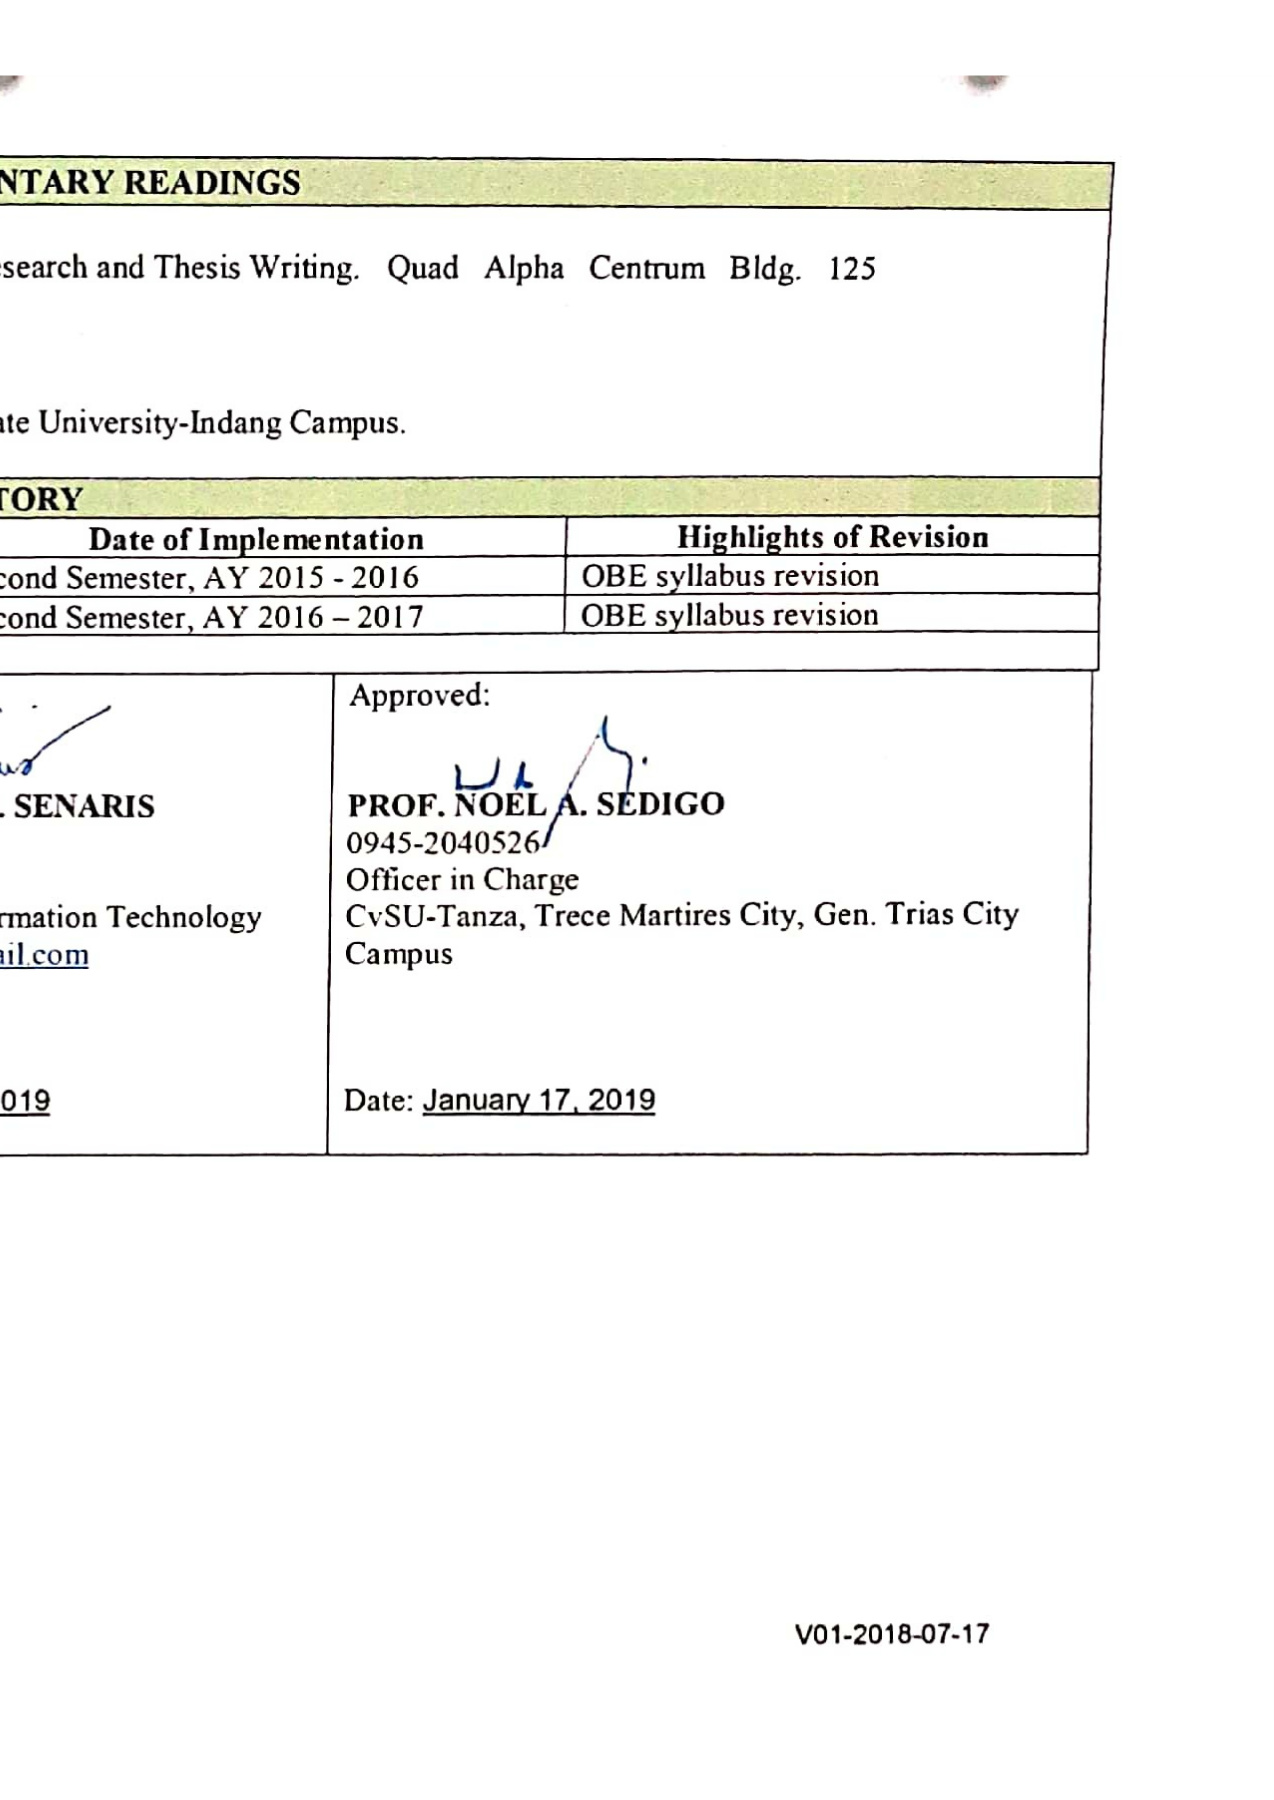 NTARY READINGS
search and Thesis Writing. Quad Alpha Centrum Bldg. 125
ate University-Indang Campus.
TORY
Date of Implementation Highlights of Revision
cond Semester, AY 2015 - 2016 OBE syllabus revision
cond Semester, AY 2016 – 2017 OBE syllabus revision
Approved:
. SENARIS PROF. NOEL A. SEDIGO
0945-2040526
Officer in Charge
rmation Technology CvSU-Tanza, Trece Martires City, Gen. Trias City
ail.com Campus
019 Date: January 17, 2019
V01-2018-07-17